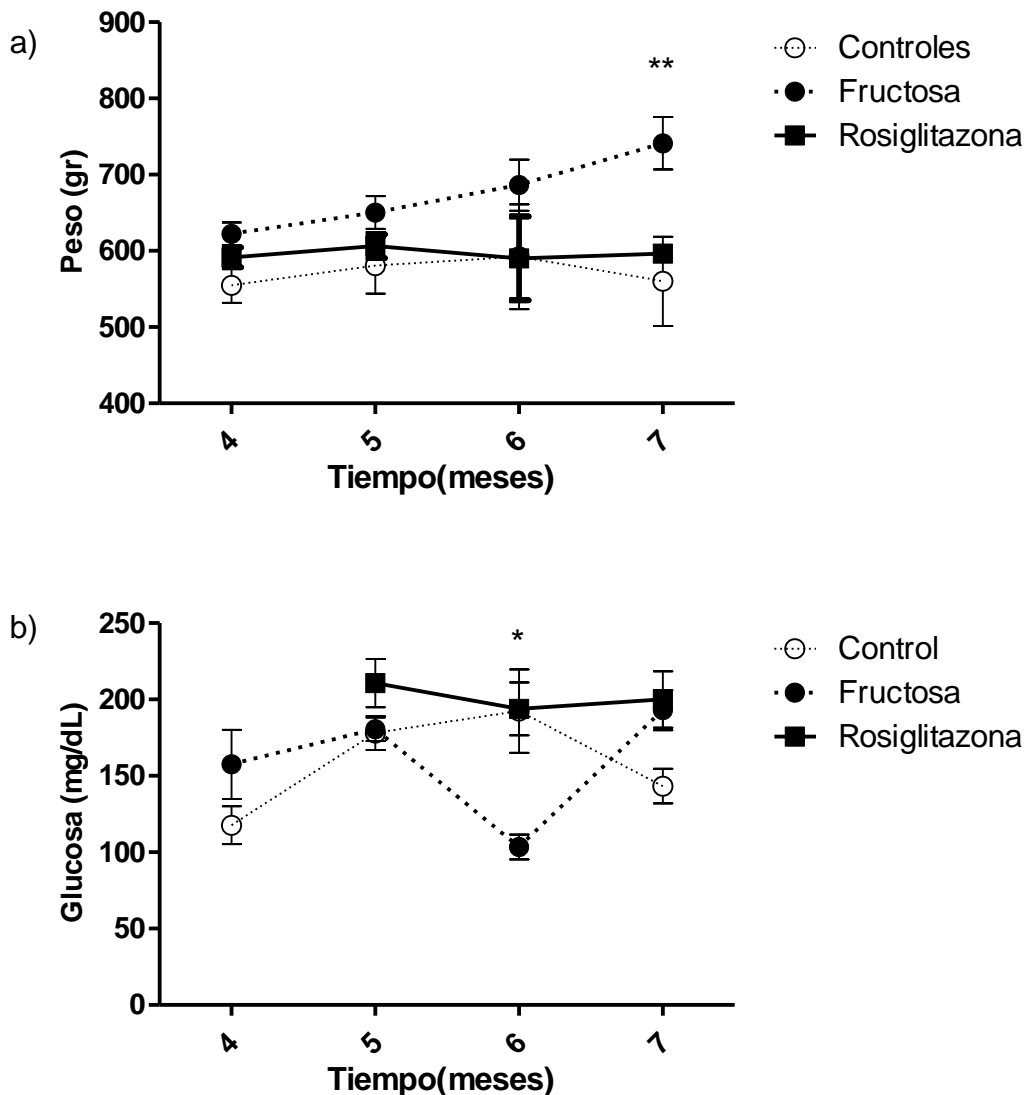 a)
Peso (gr)
900
800
700
600
500
400
**
4
5
6
7
Tiempo(meses)
Controles
Fructosa
Rosiglitazona
b)
Glucosa (mg/dL)
250
200
150
100
50
0
*
4
5
6
7
Tiempo(meses)
Control
Fructosa
Rosiglitazona